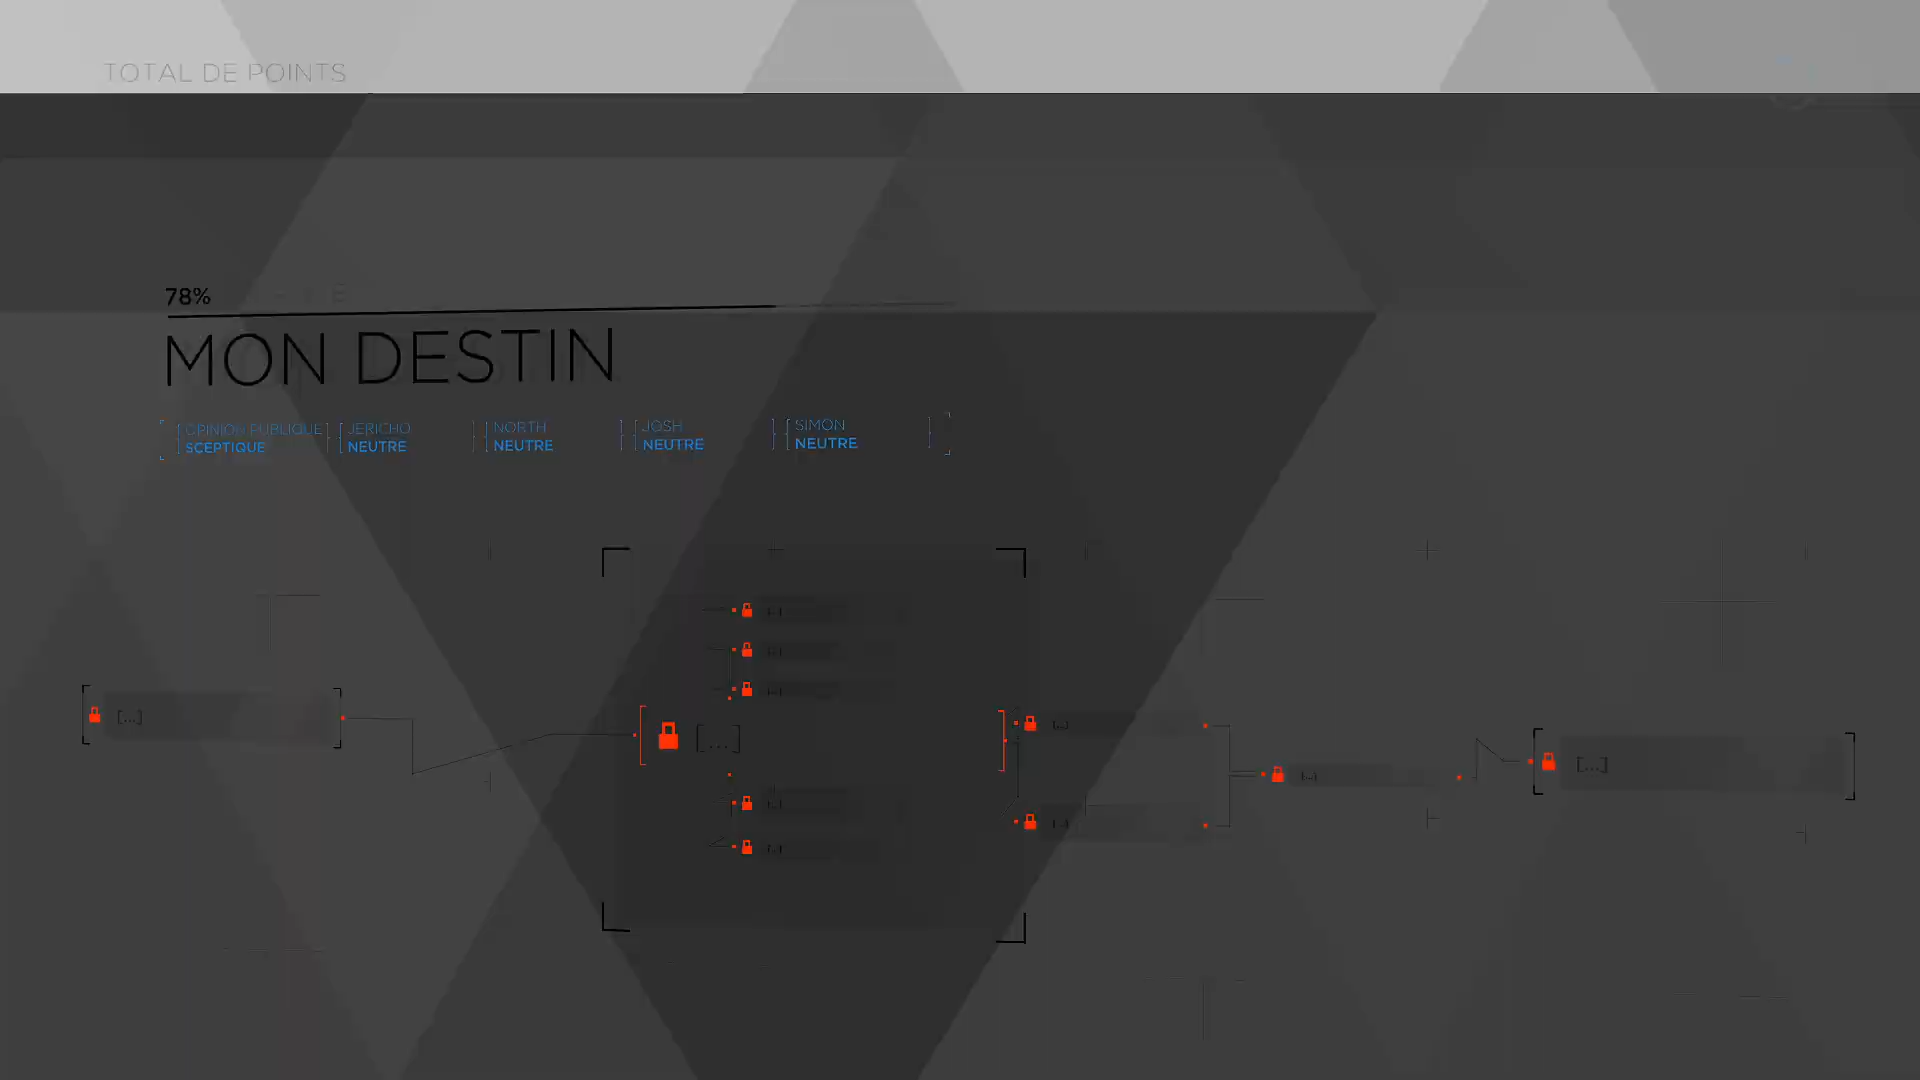 TOTAL DE POINTS
78%
MON DESTIN
OPINION PUBLIQUE
SCEPTIQUE
JERICHO
NEUTRE
NORTH
NEUTRE
JOSH
NEUTRE
SIMON
NEUTRE
[...]
[...]
[...]
[...]
[...]
[...]
[...]
[...]
[...]
[...]
[...]